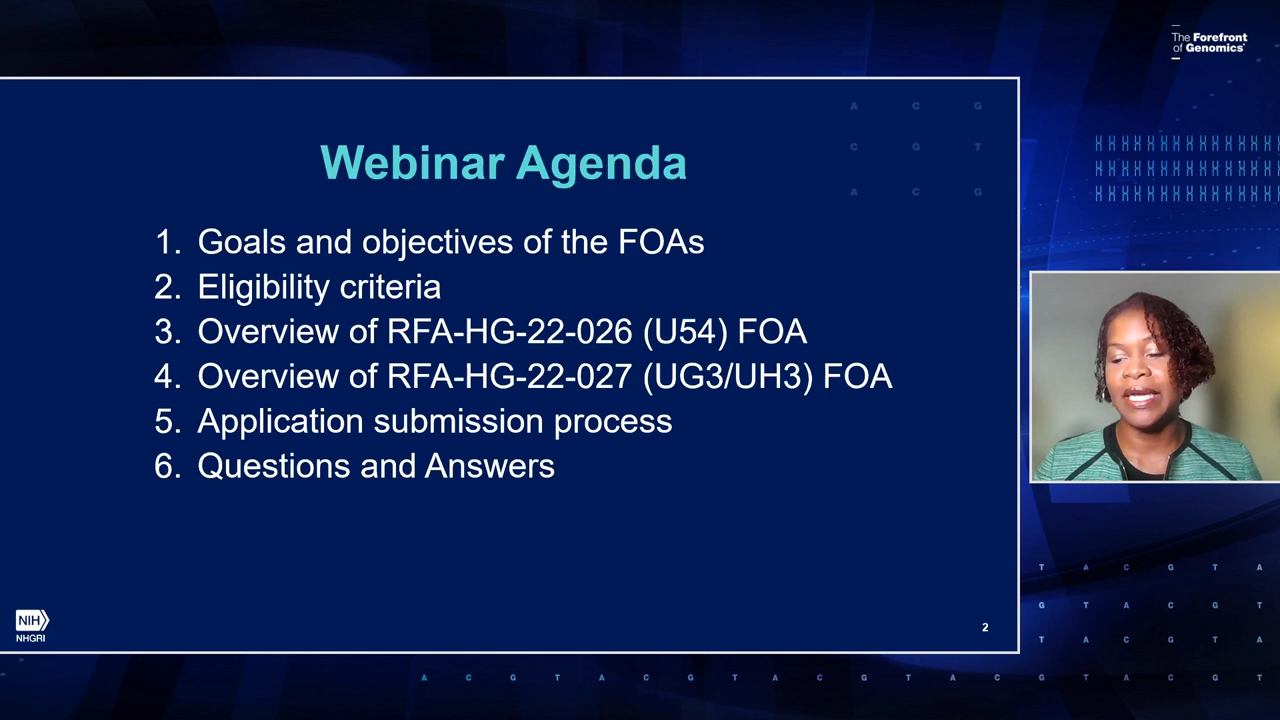 The Forefront
of Genomics®
A C G
C G T
A C G
Webinar Agenda
1. Goals and objectives of the FOAs
2. Eligibility criteria
3. Overview of RFA-HG-22-026 (U54) FOA
4. Overview of RFA-HG-22-027 (UG3/UH3) FOA
5. Application submission process
6. Questions and Answers
NIH
NHGRI
2
T A C G T A
G T A C G T
T A C G T A
A C G T A C G T A C G T A C G T A C G T